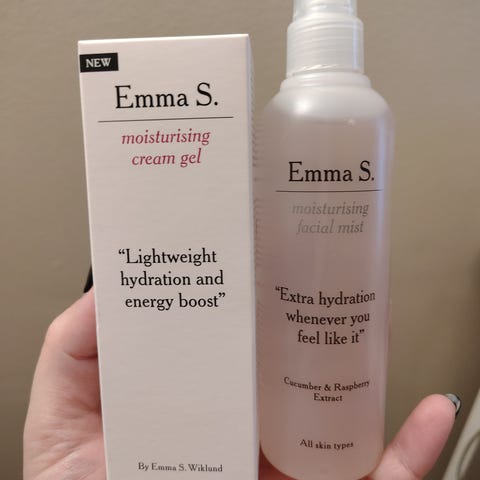 NEW
Emma S.
moisturising
cream gel
“Lightweight
hydration and
energy boost”
By Emma S. Wiklund
Emma S.
moisturising
facial mist
“Extra hydration
whenever you
feel like it”
Cucumber & Raspberry
Extract
All skin types